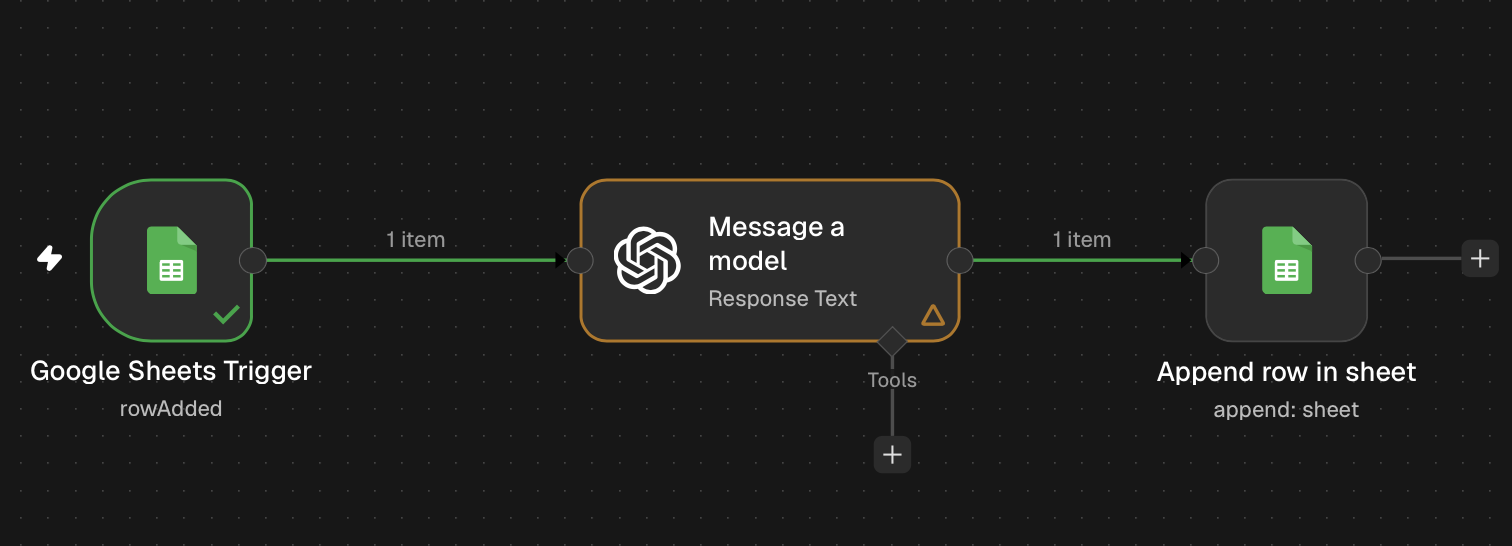 1 item
1 item
Message a
model
Response Text
Tools
Google Sheets Trigger
rowAdded
Append row in sheet
append: sheet